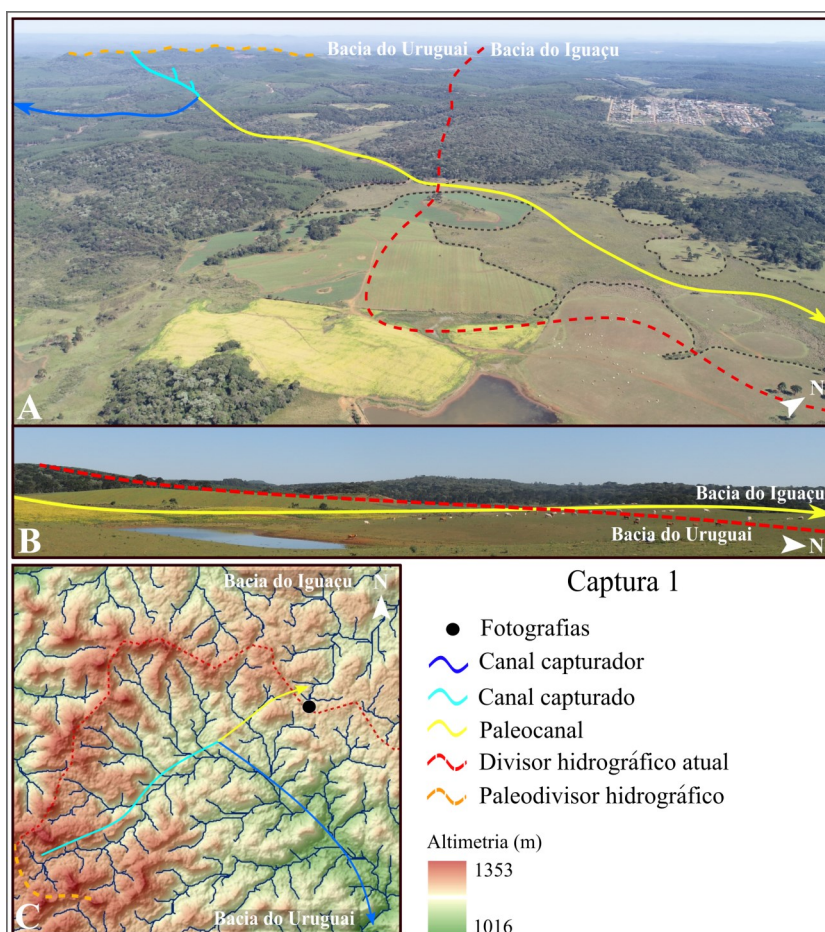 Bacia do Uruguai
Bacia do Iguaçu
A
N
Bacia do Iguaçu
Bacia do Uruguai
B
N
Bacia do Iguaçu
N
Bacia do Uruguai
C
Captura 1
Fotografias
Canal capturador
Canal capturado
Paleocanal
Divisor hidrográfico atual
Paleodivisor hidrográfico
Altimetria (m)
1353
1016